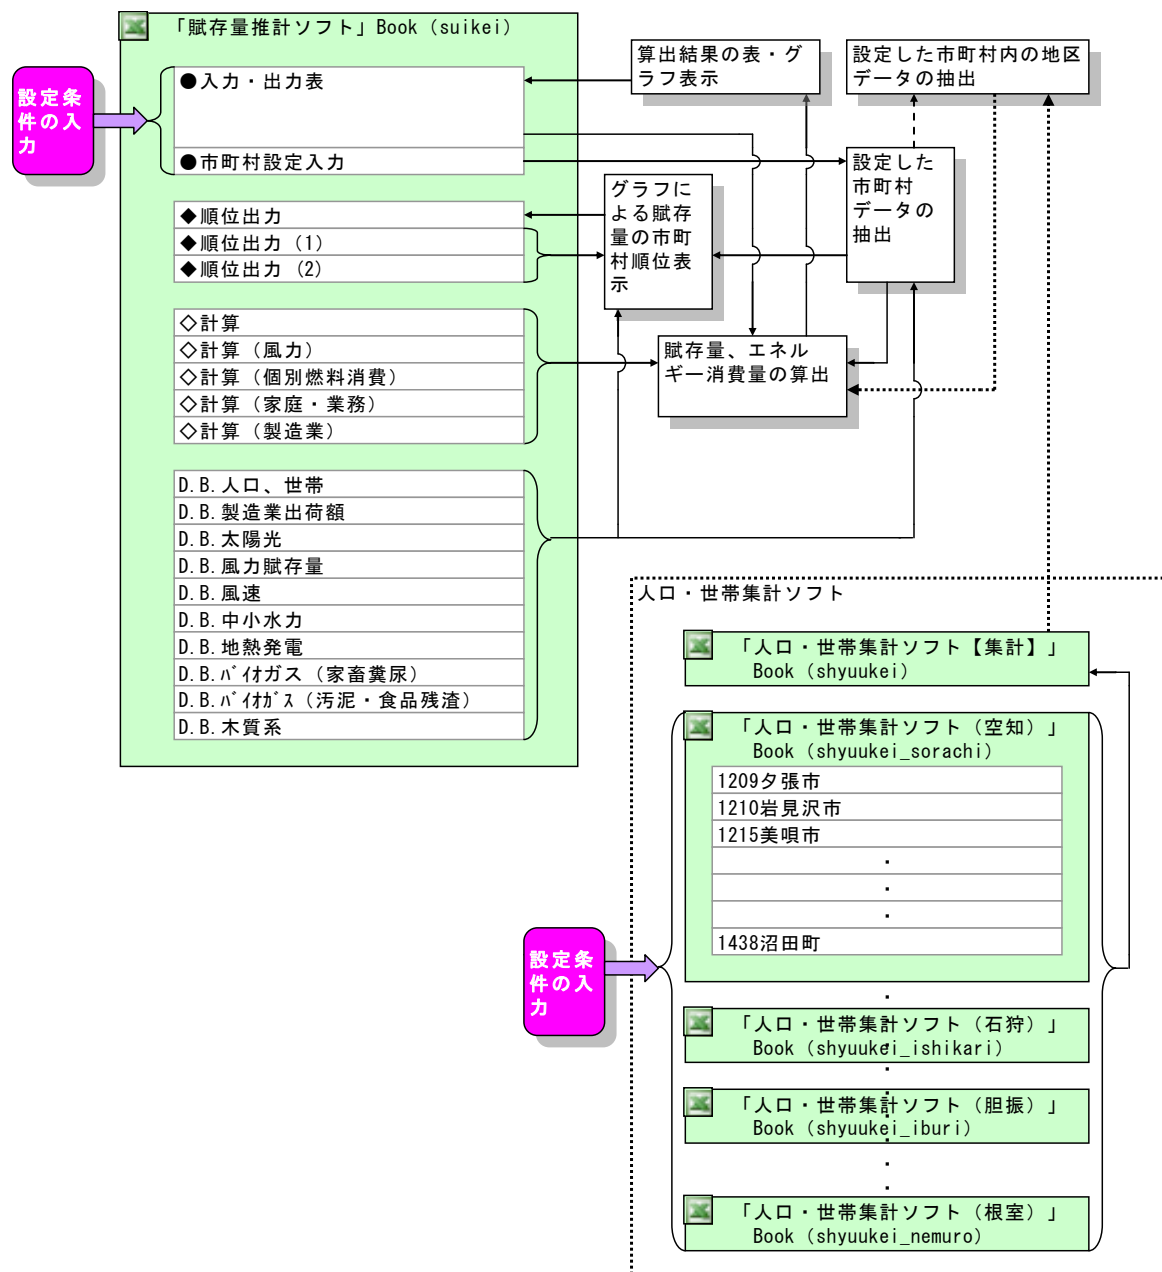 「賦存量推計ソフト」Book（suikei）
設定条
件の入
力
●入力・出力表
●市町村設定入力
算出結果の表・グ
ラフ表示
設定した市町村内の地区
データの抽出
設定した
市町村
データの
抽出
グラフに
よる賦存
量の市町
村順位表
示
◆順位出力
◆順位出力（1）
◆順位出力（2）
◇計算
◇計算（風力）
◇計算（個別燃料消費）
◇計算（家庭・業務）
◇計算（製造業）
賦存量、エネル
ギー消費量の算出
D.B.人口、世帯
D.B.製造業出荷額
D.B.太陽光
D.B.風力賦存量
D.B.風速
D.B.中小水力
D.B.地熱発電
D.B.ﾊﾞｲｵガス（家畜糞尿）
D.B.ﾊﾞｲｵｶﾞｽ（汚泥・食品残渣）
D.B.木質系
人口・世帯集計ソフト
「人口・世帯集計ソフト【集計】」
Book（shyuukei）
「人口・世帯集計ソフト（空知）」
Book（shyuukei_sorachi）
1209夕張市
1210岩見沢市
1215美唄市
・
・
・
1438沼田町
設定条
件の入
力
「人口・世帯集計ソフト（石狩）」
Book（shyuukei_ishikari）
「人口・世帯集計ソフト（胆振）」
Book（shyuukei_iburi）
「人口・世帯集計ソフト（根室）」
Book（shyuukei_nemuro）